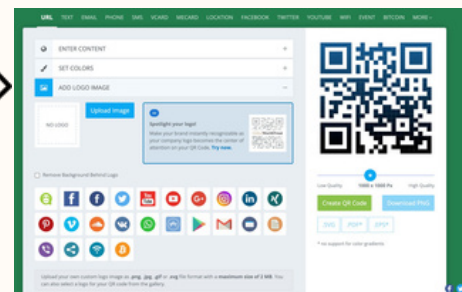 URL TEXT EMAIL PHONE SMS VCARD MECARD LOCATION FACEBOOK TWITTER YOUTUBE WIFI EVENT BITCOIN MORE
ENTER CONTENT +
SET COLORS +
ADD LOGO IMAGE −
NO LOGO
Upload Image
Spotlight your logo!
Make your brand instantly recognizable as
your company logo becomes the center of
attention on your QR Code. Try now.
Remove Background Behind Logo
You
Tube
G+
in
Upload your own custom logo image as .png, .jpg, .gif or .svg file format with a maximum size of 2 MB. You
can also select a logo for your QR code from the gallery.
Low Quality 1000 x 1000 Px High Quality
Create QR Code
Download PNG
.SVG .PDF* .EPS*
* no support for color gradients